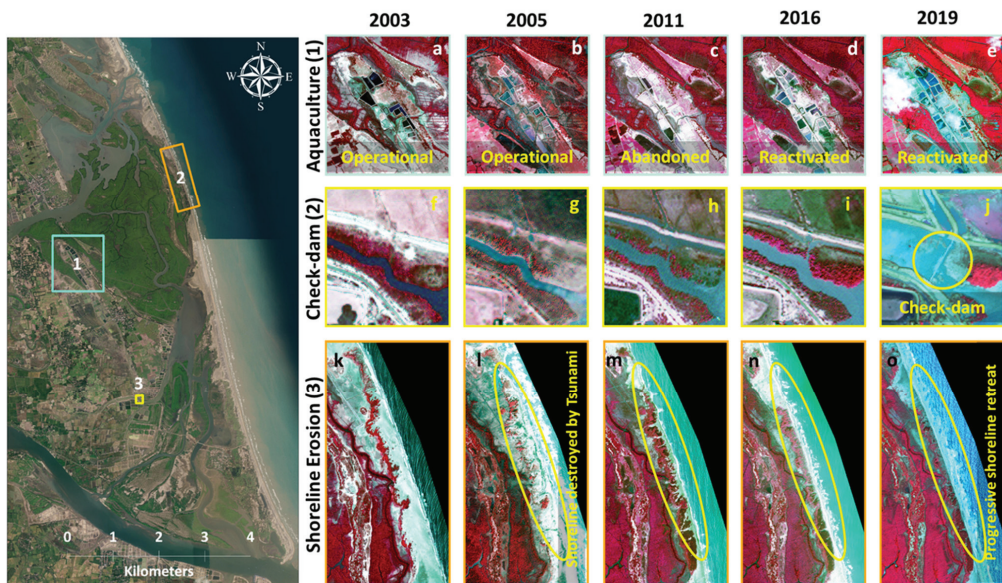 2003 2005 2011 2016 2019
Aquaculture (1)
a b c d e
Operational Operational Abandoned Reactivated Reactivated
N
W E
S
2
1
3
0 1 2 3 4
Kilometers
Check-dam (2)
f g h i j
Check-dam
Shoreline Erosion (3)
k l m n o
Shoreline destroyed by Tsunami
Progressive shoreline retreat